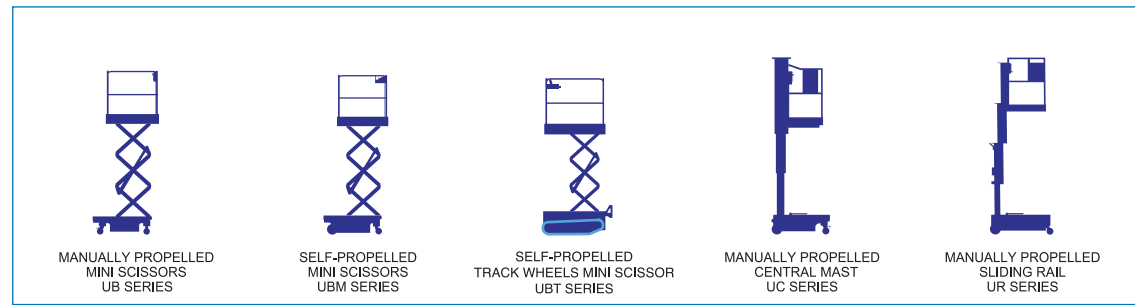 MANUALLY PROPELLED
MINI SCISSORS
UB SERIES
SELF-PROPELLED
MINI SCISSORS
UBM SERIES
SELF-PROPELLED
TRACK WHEELS MINI SCISSOR
UBT SERIES
MANUALLY PROPELLED
CENTRAL MAST
UC SERIES
MANUALLY PROPELLED
SLIDING RAIL
UR SERIES